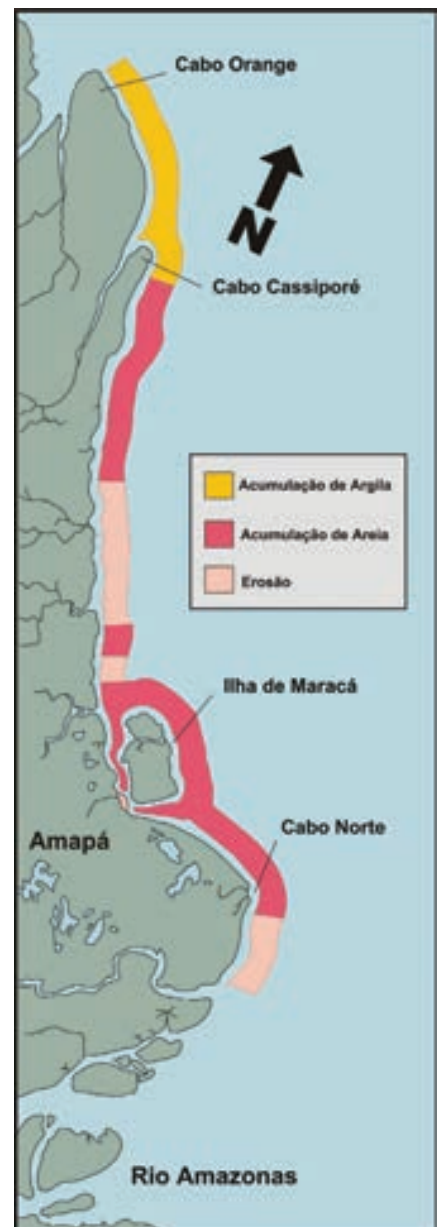 Cabo Orange
N
Cabo Cassiporé
Acumulação de Argila
Acumulação de Areia
Erosão
Ilha de Maracá
Cabo Norte
Amapá
Rio Amazonas